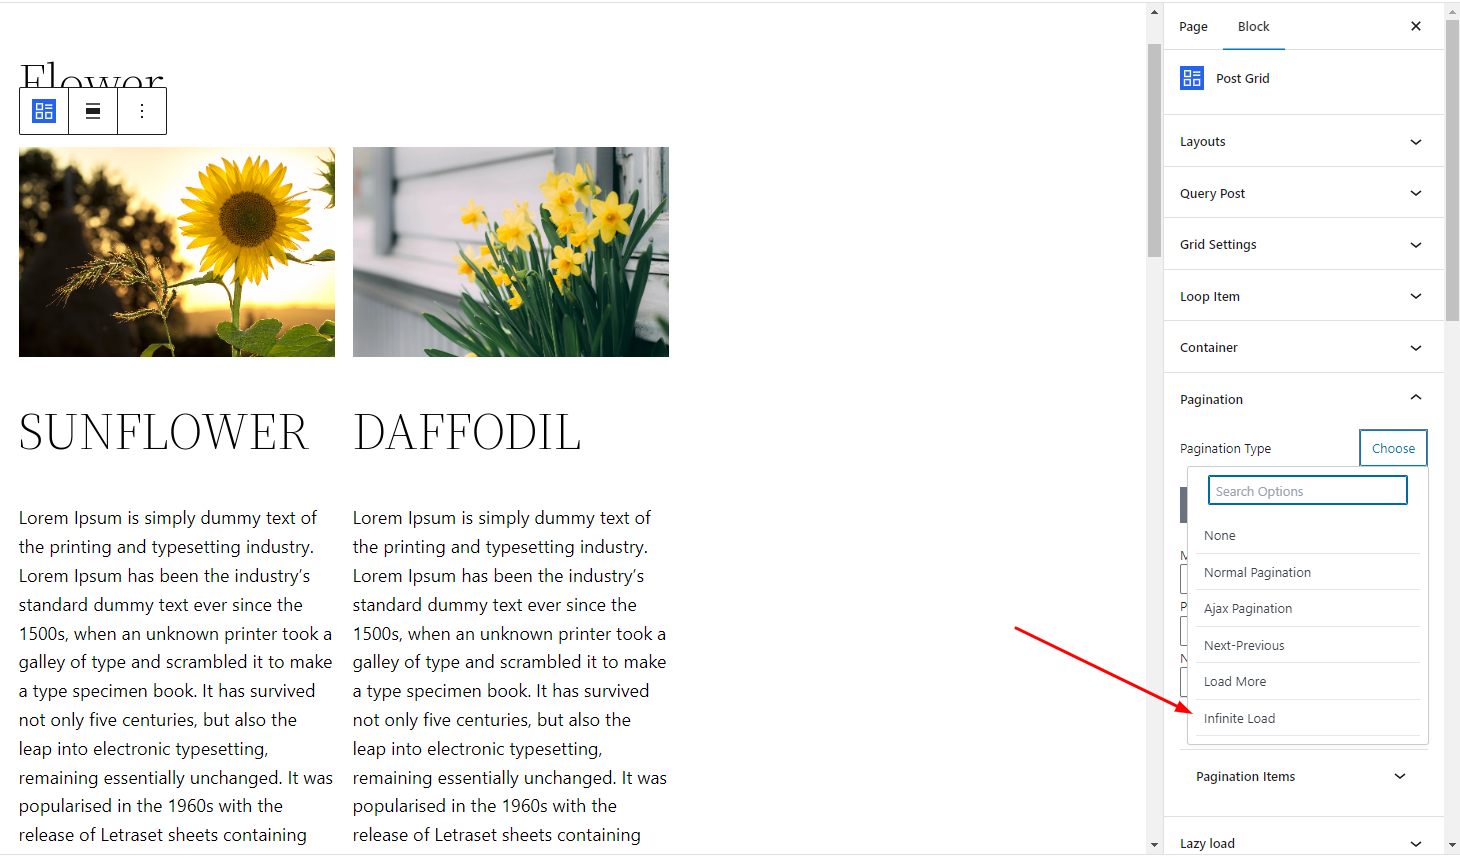 Flower
SUNFLOWER
Lorem Ipsum is simply dummy text of
the printing and typesetting industry.
Lorem Ipsum has been the industry’s
standard dummy text ever since the
1500s, when an unknown printer took a
galley of type and scrambled it to make
a type specimen book. It has survived
not only five centuries, but also the
leap into electronic typesetting,
remaining essentially unchanged. It was
popularised in the 1960s with the
release of Letraset sheets containing
DAFFODIL
Lorem Ipsum is simply dummy text of
the printing and typesetting industry.
Lorem Ipsum has been the industry’s
standard dummy text ever since the
1500s, when an unknown printer took a
galley of type and scrambled it to make
a type specimen book. It has survived
not only five centuries, but also the
leap into electronic typesetting,
remaining essentially unchanged. It was
popularised in the 1960s with the
release of Letraset sheets containing
Page Block
Post Grid
Layouts
Query Post
Grid Settings
Loop Item
Container
Pagination
Pagination Type Choose
Search Options
None
Normal Pagination
Ajax Pagination
Next-Previous
Load More
Infinite Load
Pagination Items
Lazy load